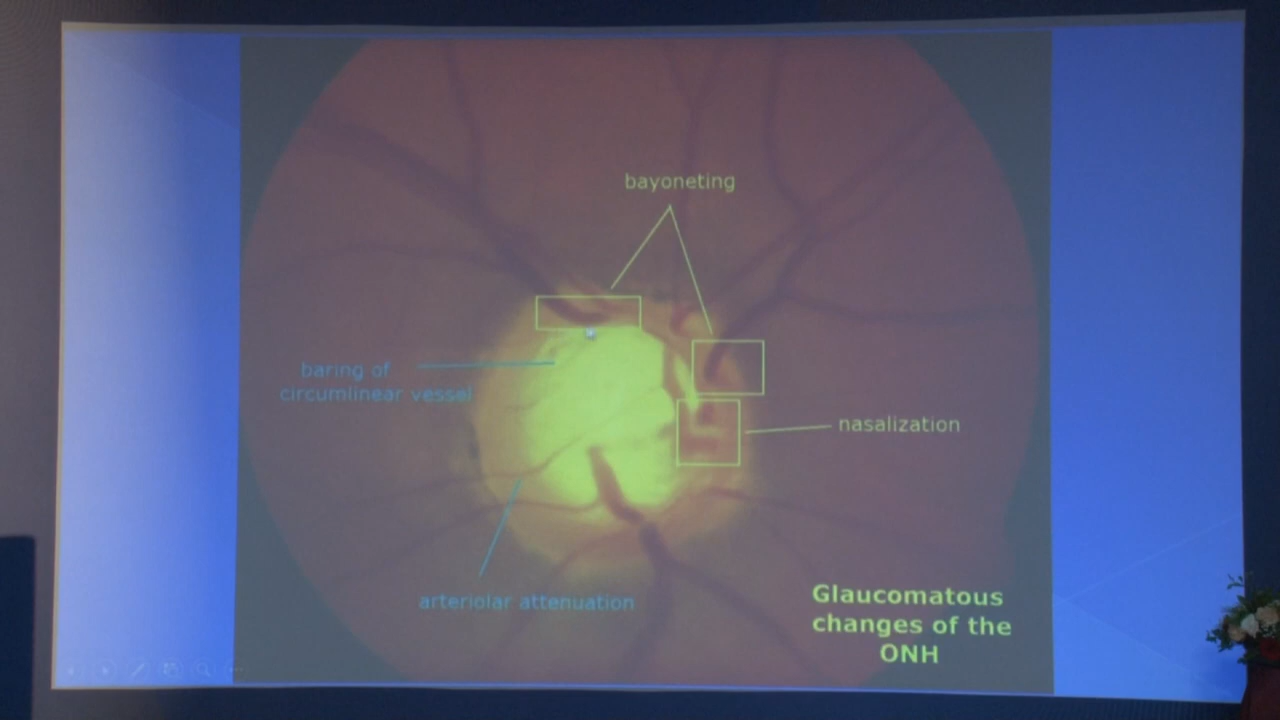 bayoneting
baring of
circumlinear vessel
nasalization
arteriolar attenuation
Glaucomatous
changes of the
ONH